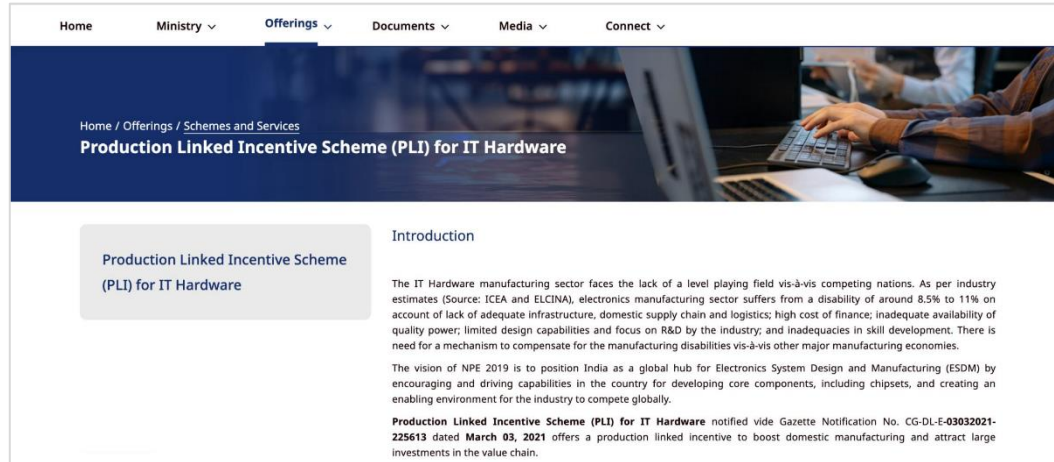 Home Ministry Offerings Documents Media Connect
Home / Offerings / Schemes and Services
Production Linked Incentive Scheme (PLI) for IT Hardware
Production Linked Incentive Scheme
(PLI) for IT Hardware
Introduction
The IT Hardware manufacturing sector faces the lack of a level playing field vis-à-vis competing nations. As per industry
estimates (Source: ICEA and ELCINA), electronics manufacturing sector suffers from a disability of around 8.5% to 11% on
account of lack of adequate infrastructure, domestic supply chain and logistics; high cost of finance; inadequate availability of
quality power; limited design capabilities and focus on R&D by the industry; and inadequacies in skill development. There is
need for a mechanism to compensate for the manufacturing disabilities vis-à-vis other major manufacturing economies.
The vision of NPE 2019 is to position India as a global hub for Electronics System Design and Manufacturing (ESDM) by
encouraging and driving capabilities in the country for developing core components, including chipsets, and creating an
enabling environment for the industry to compete globally.
Production Linked Incentive Scheme (PLI) for IT Hardware notified vide Gazette Notification No. CG-DL-E-03032021-
225613 dated March 03, 2021 offers a production linked incentive to boost domestic manufacturing and attract large
investments in the value chain.